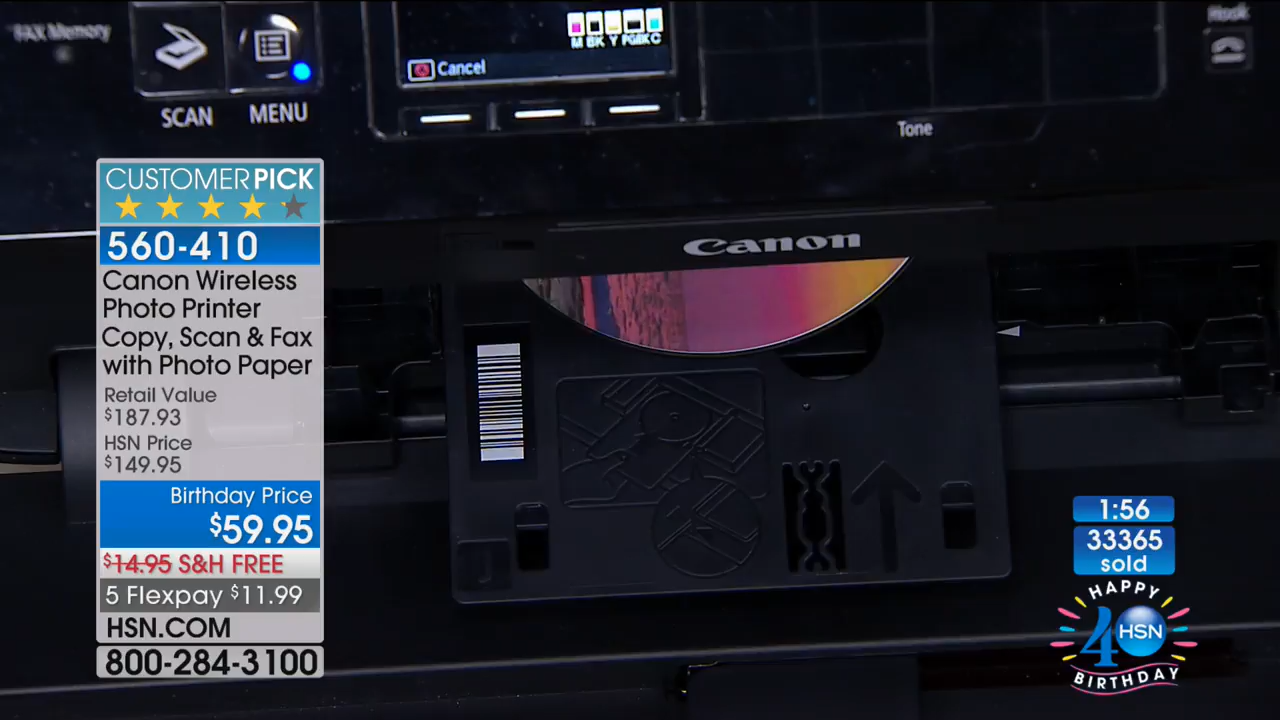 FAX Memory
SCAN
MENU
M BK Y PGBK C
Cancel
Hook
Tone
Canon
J
CUSTOMER PICK
560-410
Canon Wireless
Photo Printer
Copy, Scan & Fax
with Photo Paper
Retail Value
$187.93
HSN Price
$149.95
Birthday Price
$59.95
$14.95 S&H FREE
5 Flexpay $11.99
HSN.COM
800-284-3100
1:56
33365
sold
HAPPY
40 HSN
BIRTHDAY